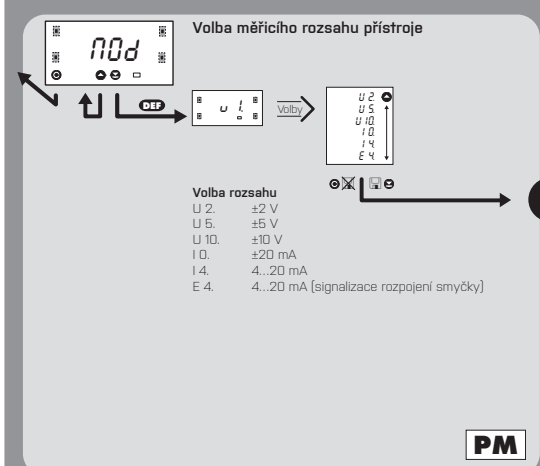 Volba měřicího rozsahu přístroje
MOd
DEF
u 1.
Volby
U 2.
U 5.
U 10.
I 0.
I 4.
E 4.
Volba rozsahu
U 2. ±2 V
U 5. ±5 V
U 10. ±10 V
I 0. ±20 mA
I 4. 4...20 mA
E 4. 4...20 mA (signalizace rozpojení smyčky)
PM